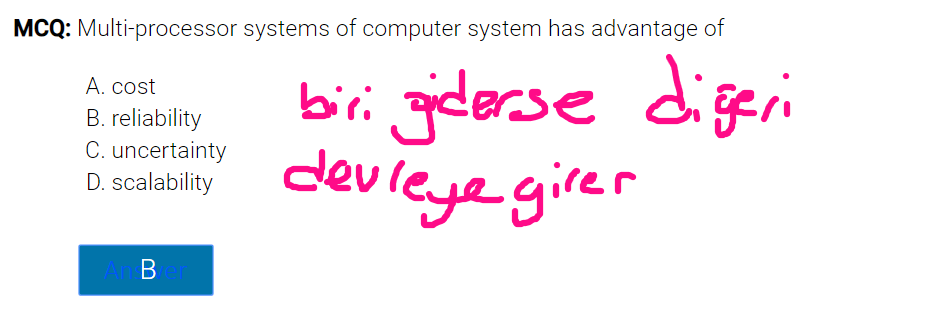 MCQ: Multi-processor systems of computer system has advantage of
A. cost
B. reliability
C. uncertainty
D. scalability
biri giderse diğeri
devreye girer
Answer
B